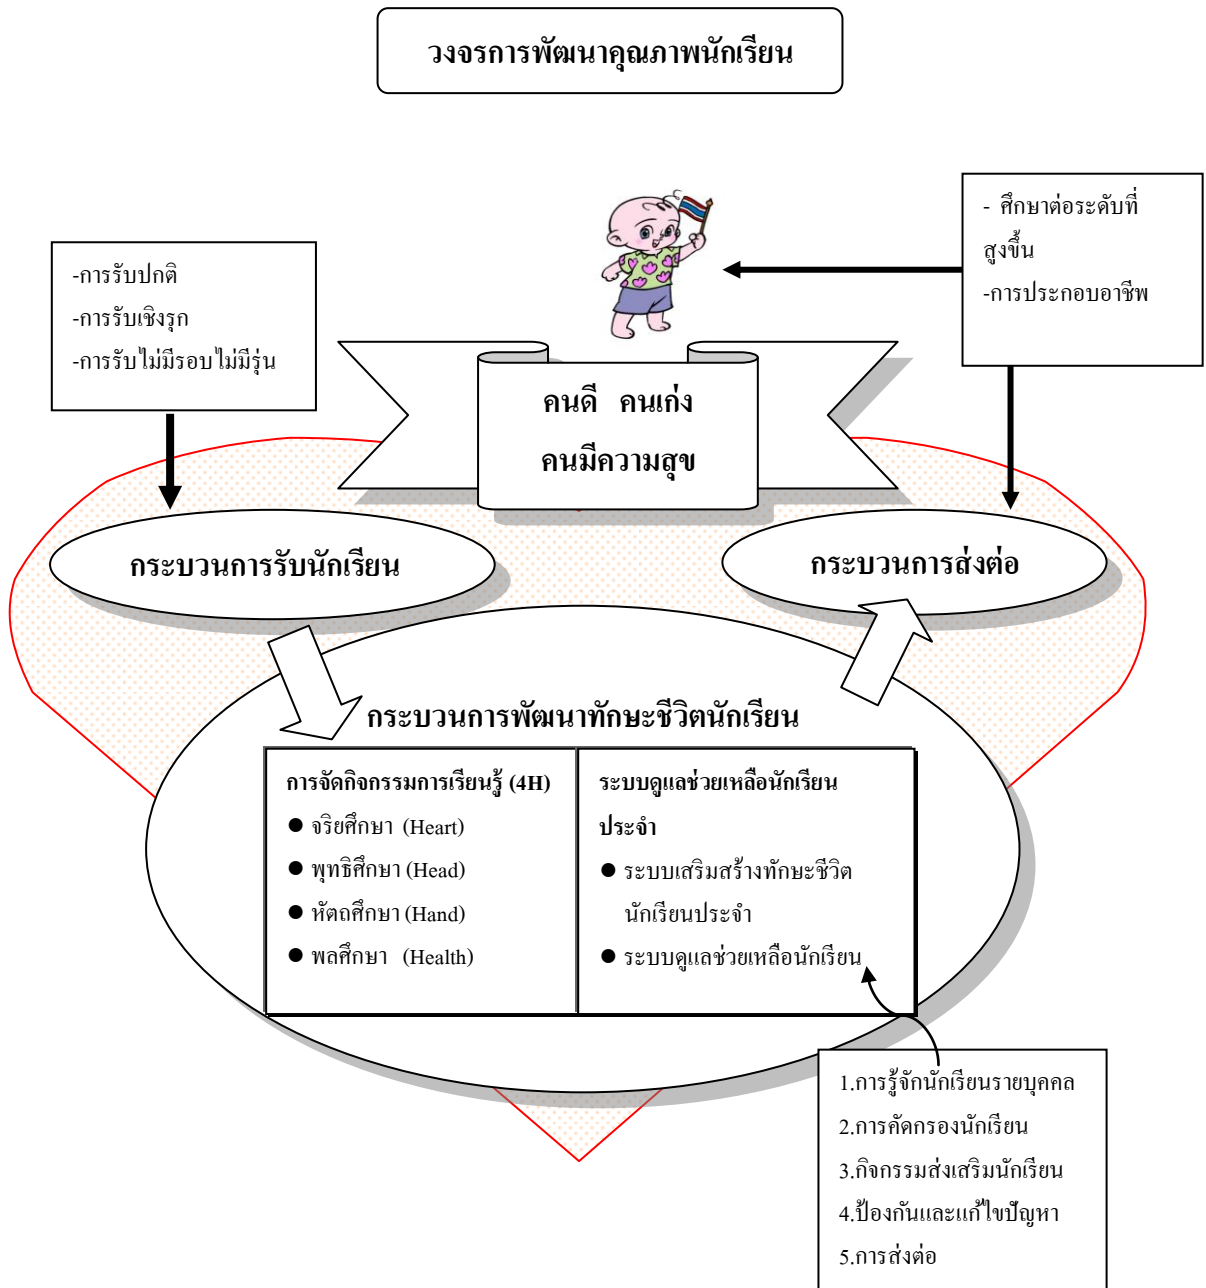 วงจรการพัฒนาคุณภาพนักเรียน
- ศึกษาต่อระดับที่
สูงขึ้น
-การประกอบอาชีพ
-การรับปกติ
-การรับเชิงรุก
-การรับไม่มีรอบไม่มีรุ่น
คนดี คนเก่ง
คนมีความสุข
กระบวนการรับนักเรียน
กระบวนการส่งต่อ
กระบวนการพัฒนาทักษะชีวิตนักเรียน
การจัดกิจกรรมการเรียนรู้ (4H)
● จริยศึกษา (Heart)
● พุทธิศึกษา (Head)
● หัตถศึกษา (Hand)
● พลศึกษา (Health)
ระบบดูแลช่วยเหลือนักเรียน
ประจำ
● ระบบเสริมสร้างทักษะชีวิต
นักเรียนประจำ
● ระบบดูแลช่วยเหลือนักเรียน
1.การรู้จักนักเรียนรายบุคคล
2.การคัดกรองนักเรียน
3.กิจกรรมส่งเสริมนักเรียน
4.ป้องกันและแก้ไขปัญหา
5.การส่งต่อ